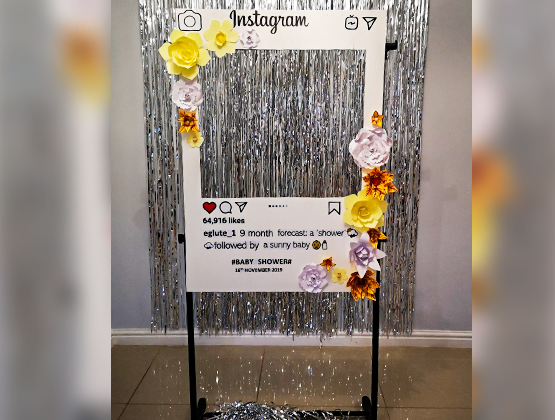 Instagram
64,916 likes
eglute_1 9 month forecast: a 'shower'
followed by a sunny baby
#BABY SHOWER#
16TH NOVEMBER 2019